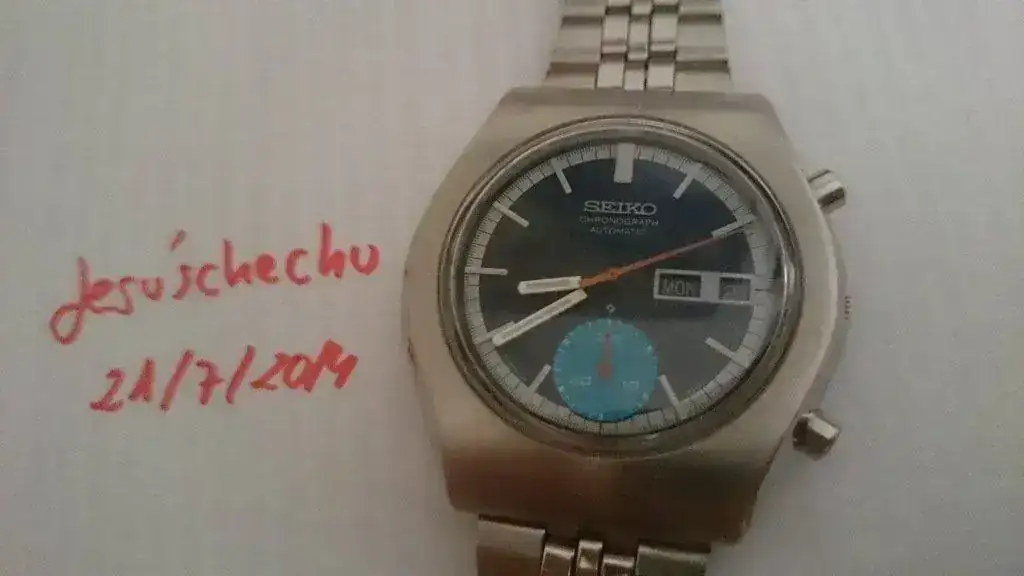 Jesúschechu
21/7/2014
SEIKO
CHRONOGRAPH
AUTOMATIC
MON